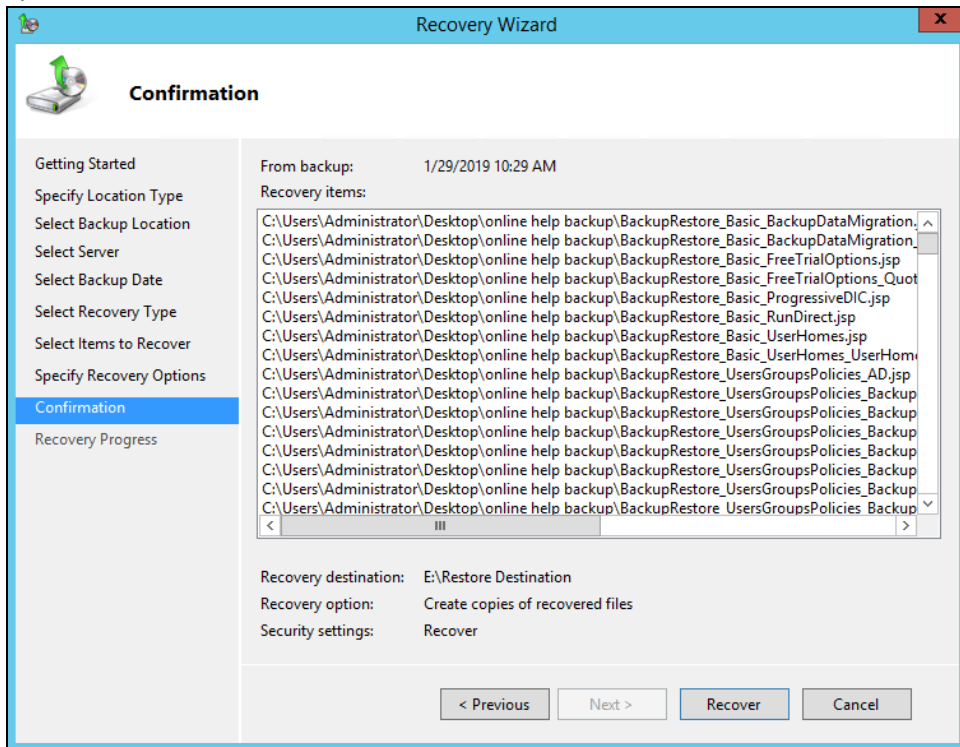 Recovery Wizard
x
Confirmation
Getting Started
Specify Location Type
Select Backup Location
Select Server
Select Backup Date
Select Recovery Type
Select Items to Recover
Specify Recovery Options
Confirmation
Recovery Progress
From backup: 1/29/2019 10:29 AM
Recovery items:
C:\Users\Administrator\Desktop\online help backup\BackupRestore_Basic_BackupDataMigration.
C:\Users\Administrator\Desktop\online help backup\BackupRestore_Basic_BackupDataMigration_
C:\Users\Administrator\Desktop\online help backup\BackupRestore_Basic_FreeTrialOptions.jsp
C:\Users\Administrator\Desktop\online help backup\BackupRestore_Basic_FreeTrialOptions_Quot
C:\Users\Administrator\Desktop\online help backup\BackupRestore_Basic_ProgressiveDIC.jsp
C:\Users\Administrator\Desktop\online help backup\BackupRestore_Basic_RunDirect.jsp
C:\Users\Administrator\Desktop\online help backup\BackupRestore_Basic_UserHomes.jsp
C:\Users\Administrator\Desktop\online help backup\BackupRestore_Basic_UserHomes_UserHom
C:\Users\Administrator\Desktop\online help backup\BackupRestore_UsersGroupsPolicies_AD.jsp
C:\Users\Administrator\Desktop\online help backup\BackupRestore_UsersGroupsPolicies_Backup
C:\Users\Administrator\Desktop\online help backup\BackupRestore_UsersGroupsPolicies_Backup
C:\Users\Administrator\Desktop\online help backup\BackupRestore_UsersGroupsPolicies_Backup
C:\Users\Administrator\Desktop\online help backup\BackupRestore_UsersGroupsPolicies_Backup
C:\Users\Administrator\Desktop\online help backup\BackupRestore_UsersGroupsPolicies_Backup
C:\Users\Administrator\Desktop\online help backup\BackupRestore_UsersGroupsPolicies_Backup
C:\Users\Administrator\Desktop\online help backup\BackupRestore_UsersGroupsPolicies_Backup
Recovery destination: E:\Restore Destination
Recovery option: Create copies of recovered files
Security settings: Recover
< Previous
Next >
Recover
Cancel